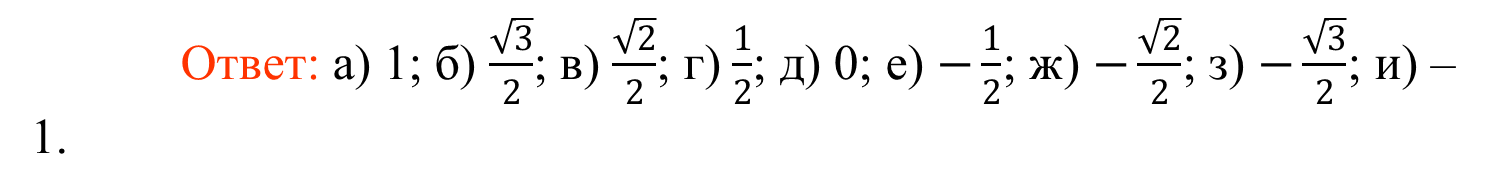 Ответ: а) 1; б) √3/2; в) √2/2; г) 1/2; д) 0; е) −1/2; ж) −√2/2; з) −√3/2; и) –
1.